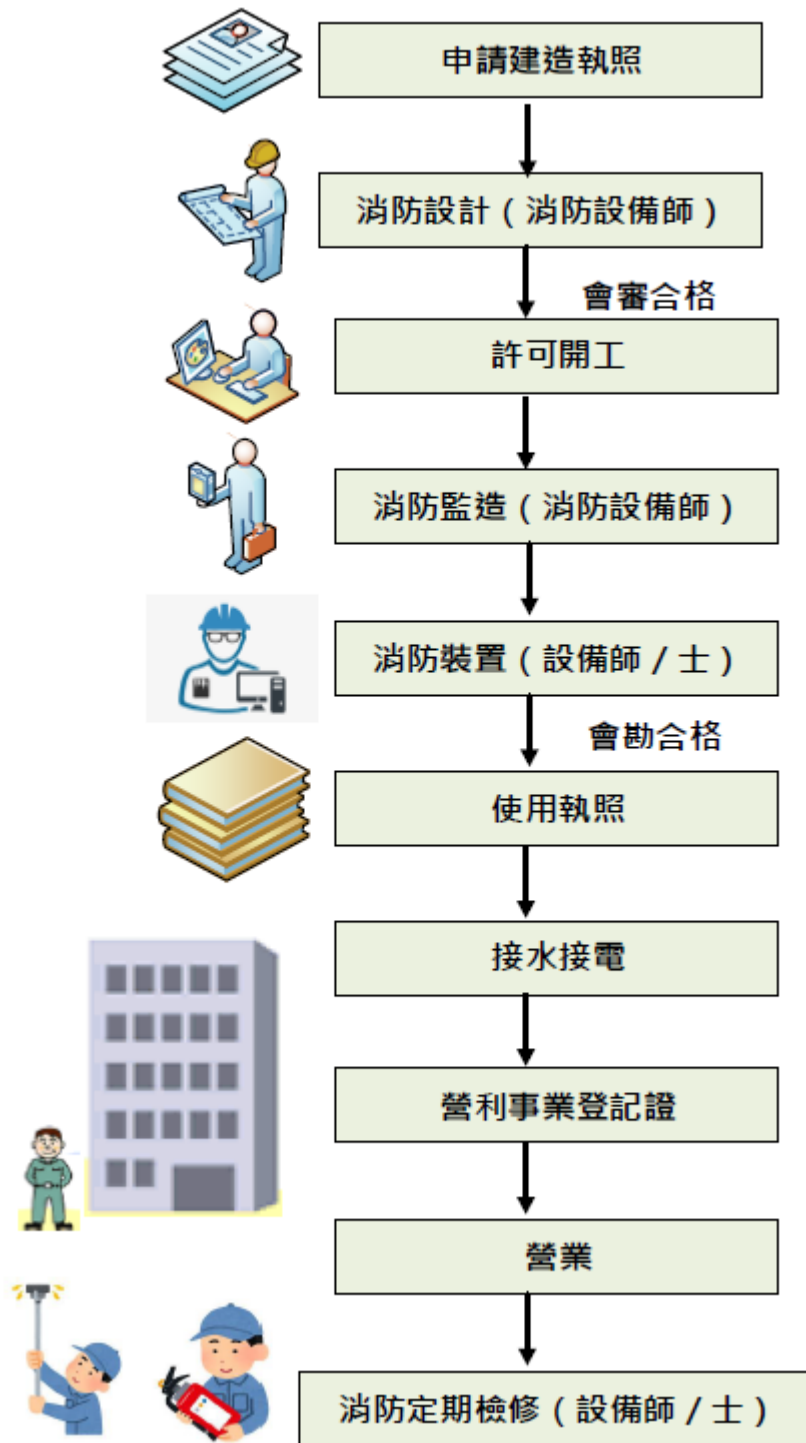 申請建造執照
消防設計（消防設備師）
會審合格
許可開工
消防監造（消防設備師）
消防裝置（設備師／士）
會勘合格
使用執照
接水接電
營利事業登記證
營業
消防定期檢修（設備師／士）